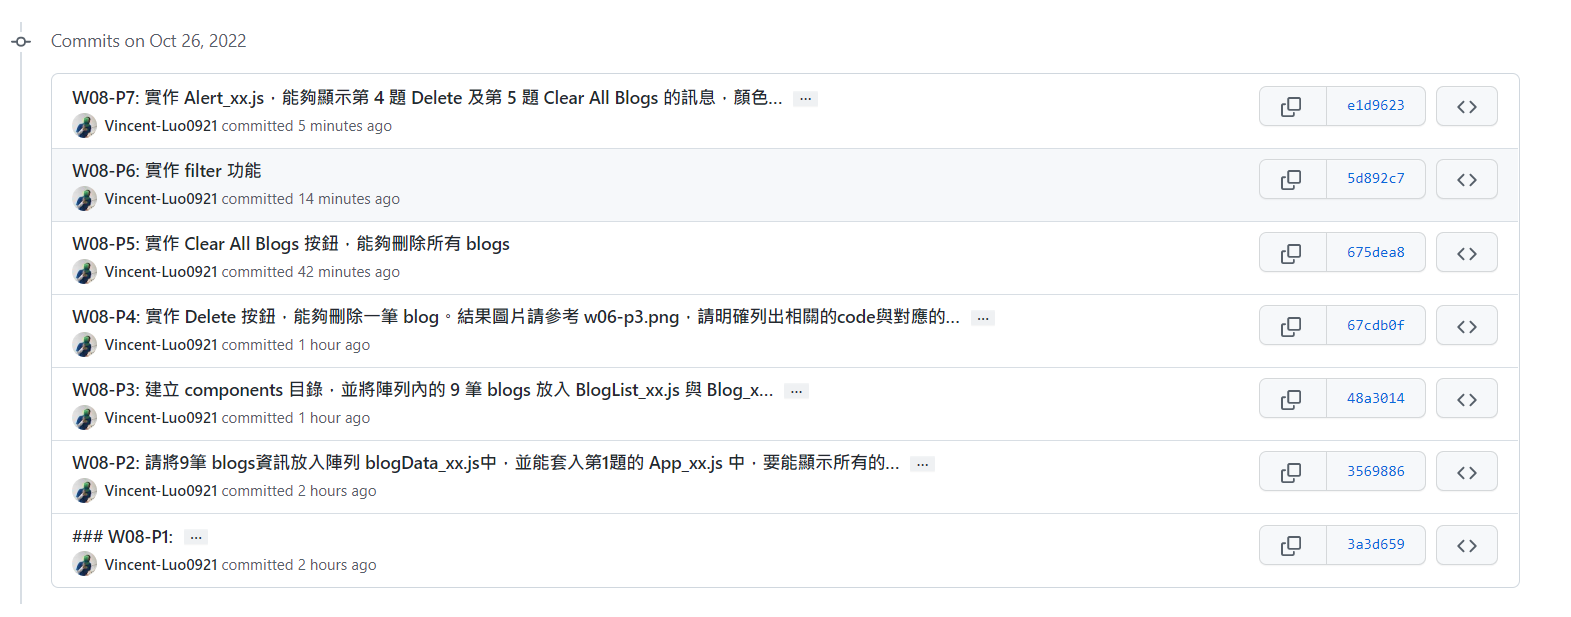 Commits on Oct 26, 2022
W08-P7: 實作 Alert_xx.js，能夠顯示第 4 題 Delete 及第 5 題 Clear All Blogs 的訊息，顏色... ...
e1d9623
Vincent-Luo0921 committed 5 minutes ago
W08-P6: 實作 filter 功能
5d892c7
Vincent-Luo0921 committed 14 minutes ago
W08-P5: 實作 Clear All Blogs 按鈕，能夠刪除所有 blogs
675dea8
Vincent-Luo0921 committed 42 minutes ago
W08-P4: 實作 Delete 按鈕，能夠刪除一筆 blog。結果圖片請參考 w06-p3.png，請明確列出相關的code與對應的... ...
67cdb0f
Vincent-Luo0921 committed 1 hour ago
W08-P3: 建立 components 目錄，並將陣列內的 9 筆 blogs 放入 BlogList_xx.js 與 Blog_x... ...
48a3014
Vincent-Luo0921 committed 1 hour ago
W08-P2: 請將9筆 blogs資訊放入陣列 blogData_xx.js中，並能套入第1題的 App_xx.js 中，要能顯示所有的... ...
3569886
Vincent-Luo0921 committed 2 hours ago
### W08-P1: ...
3a3d659
Vincent-Luo0921 committed 2 hours ago